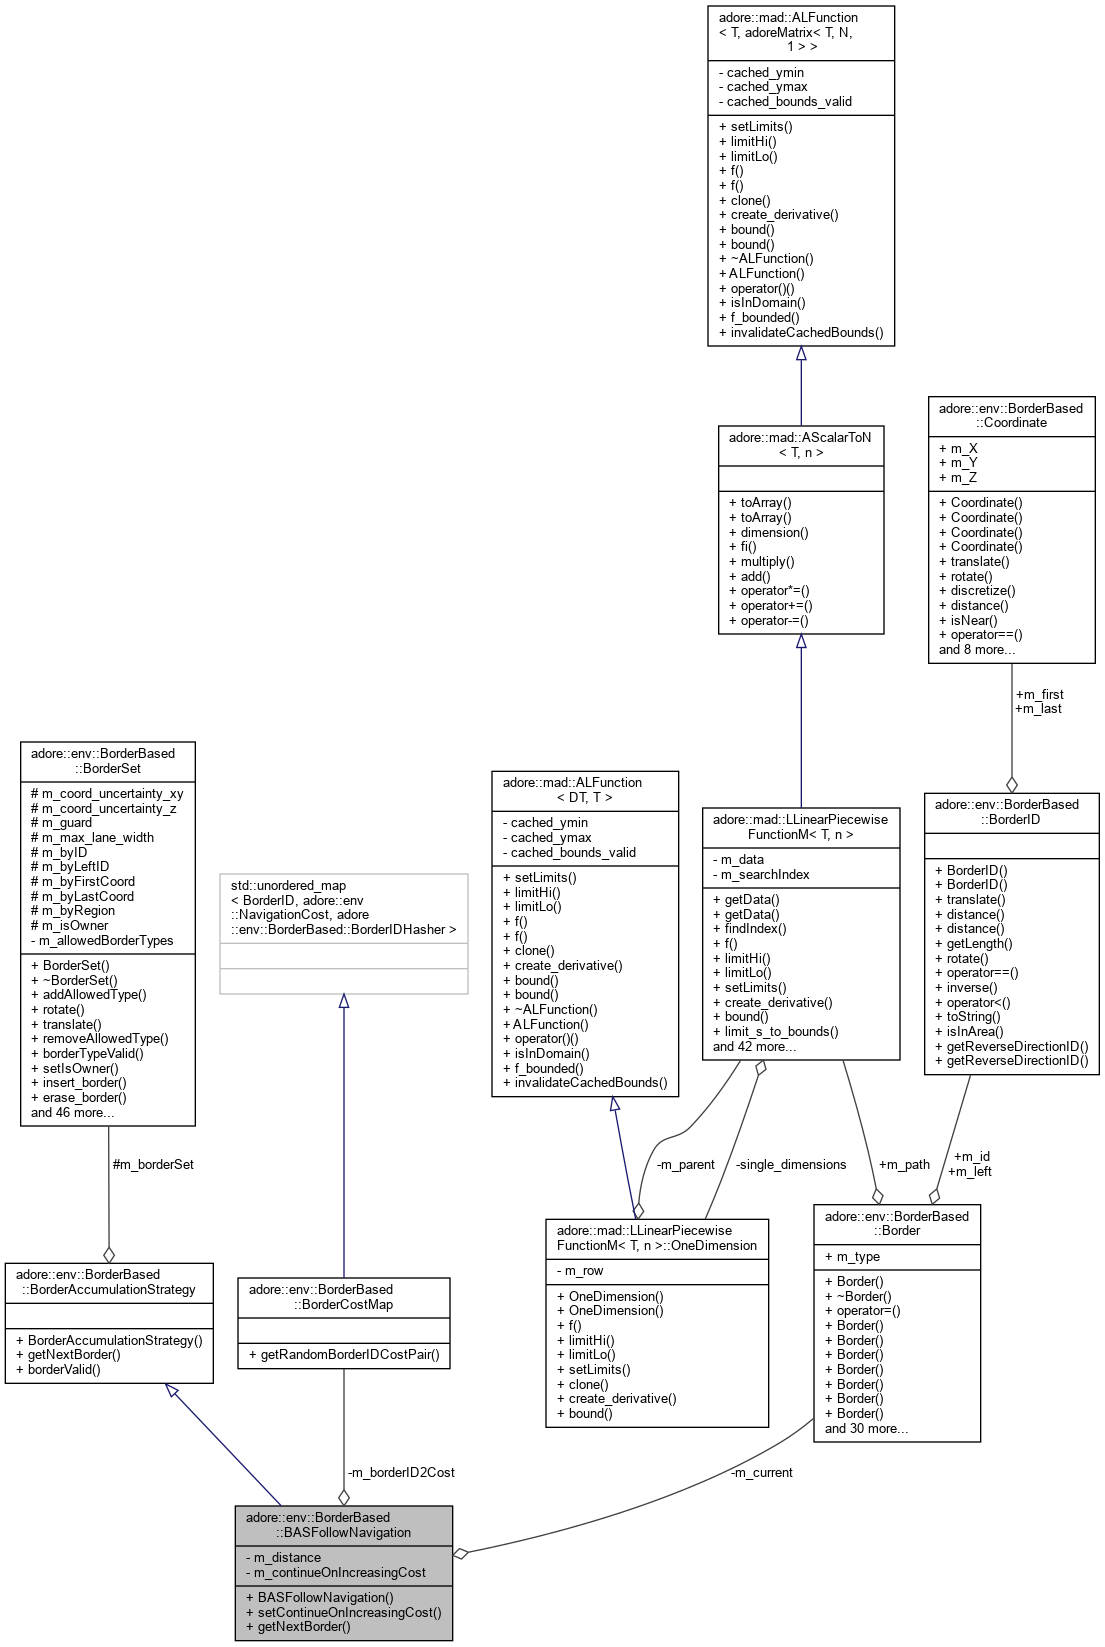 adore::mad::ALFunction
< T, adoreMatrix< T, N,
1 > >
- cached_ymin
- cached_ymax
- cached_bounds_valid
+ setLimits()
+ limitHi()
+ limitLo()
+ f()
+ f()
+ clone()
+ create_derivative()
+ bound()
+ bound()
+ ~ALFunction()
+ ALFunction()
+ operator()()
+ isInDomain()
+ f_bounded()
+ invalidateCachedBounds()
adore::mad::AScalarToN
< T, n >
+ toArray()
+ toArray()
+ dimension()
+ fi()
+ multiply()
+ add()
+ operator*=()
+ operator+=()
+ operator-=()
adore::env::BorderBased
::Coordinate
+ m_X
+ m_Y
+ m_Z
+ Coordinate()
+ Coordinate()
+ Coordinate()
+ Coordinate()
+ translate()
+ rotate()
+ discretize()
+ distance()
+ isNear()
+ operator==()
and 8 more...
+m_first
+m_last
adore::env::BorderBased
::BorderSet
# m_coord_uncertainty_xy
# m_coord_uncertainty_z
# m_guard
# m_max_lane_width
# m_byID
# m_byLeftID
# m_byFirstCoord
# m_byLastCoord
# m_byRegion
# m_isOwner
- m_allowedBorderTypes
+ BorderSet()
+ ~BorderSet()
+ addAllowedType()
+ rotate()
+ translate()
+ removeAllowedType()
+ borderTypeValid()
+ setIsOwner()
+ insert_border()
+ erase_border()
and 46 more...
std::unordered_map
< BorderID, adore::env
::NavigationCost, adore
::env::BorderBased::BorderIDHasher >
adore::mad::ALFunction
< DT, T >
- cached_ymin
- cached_ymax
- cached_bounds_valid
+ setLimits()
+ limitHi()
+ limitLo()
+ f()
+ f()
+ clone()
+ create_derivative()
+ bound()
+ bound()
+ ~ALFunction()
+ ALFunction()
+ operator()()
+ isInDomain()
+ f_bounded()
+ invalidateCachedBounds()
adore::mad::LLinearPiecewise
FunctionM< T, n >
- m_data
- m_searchIndex
+ getData()
+ getData()
+ findIndex()
+ f()
+ limitHi()
+ limitLo()
+ setLimits()
+ create_derivative()
+ bound()
+ limit_s_to_bounds()
and 42 more...
adore::env::BorderBased
::BorderID
+ BorderID()
+ BorderID()
+ translate()
+ distance()
+ distance()
+ getLength()
+ rotate()
+ operator==()
+ inverse()
+ operator<()
+ toString()
+ isInArea()
+ getReverseDirectionID()
+ getReverseDirectionID()
#m_borderSet
-m_parent
-single_dimensions
+m_path
+m_id
+m_left
adore::env::BorderBased
::BorderAccumulationStrategy
+ BorderAccumulationStrategy()
+ getNextBorder()
+ borderValid()
adore::env::BorderBased
::BorderCostMap
+ getRandomBorderIDCostPair()
adore::mad::LLinearPiecewise
FunctionM< T, n >::OneDimension
- m_row
+ OneDimension()
+ OneDimension()
+ f()
+ limitHi()
+ limitLo()
+ setLimits()
+ clone()
+ create_derivative()
+ bound()
adore::env::BorderBased
::Border
+ m_type
+ Border()
+ ~Border()
+ operator=()
+ Border()
+ Border()
+ Border()
+ Border()
+ Border()
+ Border()
+ Border()
and 30 more...
-m_borderID2Cost
-m_current
adore::env::BorderBased
::BASFollowNavigation
- m_distance
- m_continueOnIncreasingCost
+ BASFollowNavigation()
+ setContinueOnIncreasingCost()
+ getNextBorder()